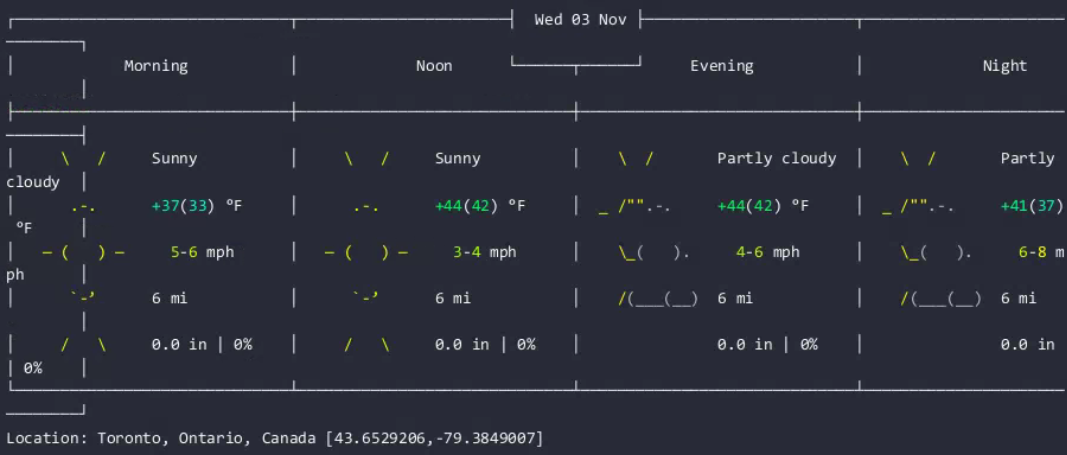 ┌──────────────────────────────┬───────────────────────┤  Wed 03 Nov ├───────────────────────┬──────────────────────
────────┐
│            Morning           │             Noon      └──────┬──────┘     Evening           │             Night
        │
├──────────────────────────────┼──────────────────────────────┼──────────────────────────────┼──────────────────────
────────┤
│     \   /     Sunny          │     \   /     Sunny          │    \  /       Partly cloudy  │    \  /       Partly
cloudy  │
│      .-.      +37(33) °F     │      .-.      +44(42) °F     │  _ /"".-.     +44(42) °F     │  _ /"".-.     +41(37)
 °F     │
│   ― (   ) ―     5-6 mph      │   ― (   ) ―     3-4 mph      │    \_(   ).     4-6 mph      │    \_(   ).     6-8 m
ph      │
│      `-’      6 mi           │      `-’      6 mi           │    /(___(__)  6 mi           │    /(___(__)  6 mi
        │
│     /   \     0.0 in | 0%    │     /   \     0.0 in | 0%    │               0.0 in | 0%    │               0.0 in
| 0%    │
└──────────────────────────────┴──────────────────────────────┴──────────────────────────────┴──────────────────────
────────┘
Location: Toronto, Ontario, Canada [43.6529206,-79.3849007]